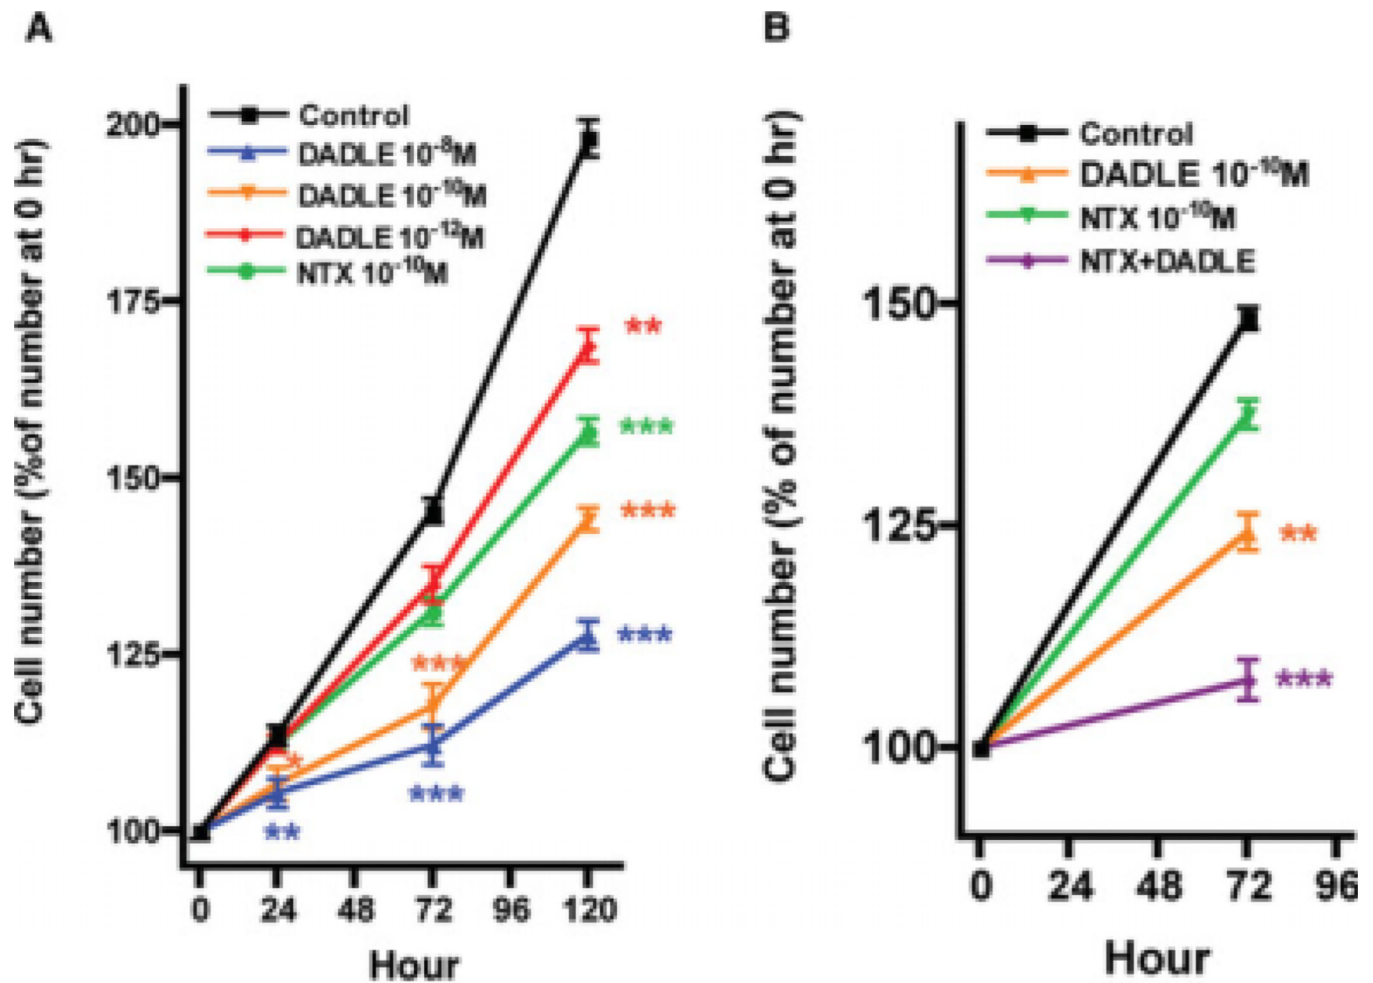 A
Cell number (%of number at 0 hr)
200
175
150
125
100
Control
DADLE 10⁻⁸M
DADLE 10⁻¹⁰M
DADLE 10⁻¹²M
NTX 10⁻¹⁰M
**
***
***
***
***
***
*
**
0 24 48 72 96 120
Hour
B
Cell number (% of number at 0 hr)
150
125
100
Control
DADLE 10⁻¹⁰M
NTX 10⁻¹⁰M
NTX+DADLE
**
***
0 24 48 72 96
Hour